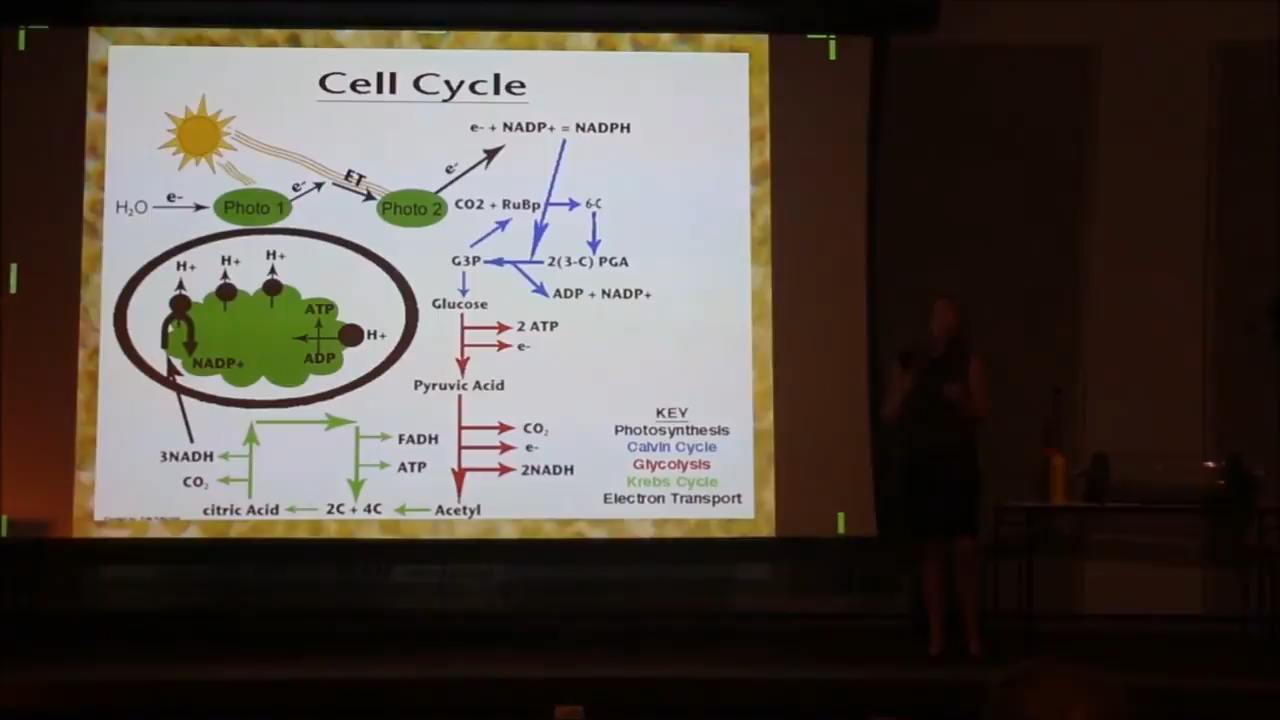 Cell Cycle
e- + NADP+ = NADPH
H₂O
e-
Photo 1
e-
ET
Photo 2
e-
CO2 + RuBp
6-C
G3P
2(3-C) PGA
ADP + NADP+
Glucose
2 ATP
e-
Pyruvic Acid
CO₂
e-
2NADH
Acetyl
2C + 4C
citric Acid
FADH
ATP
3NADH
CO₂
H+
H+
H+
H+
ATP
ADP
NADP+
KEY
Photosynthesis
Calvin Cycle
Glycolysis
Krebs Cycle
Electron Transport